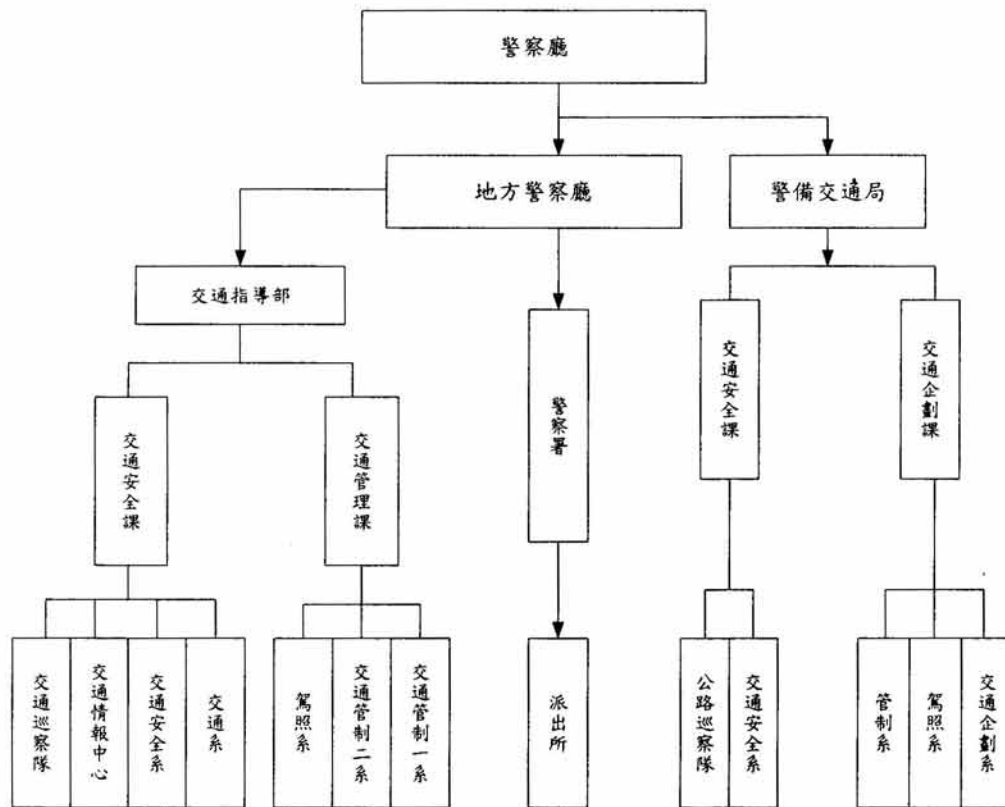 警察廳
地方警察廳
警備交通局
交通指導部
交通安全課
交通管理課
警察署
交通安全課
交通企劃課
交通巡察隊
交通情報中心
交通安全系
交通系
駕照系
交通管制二系
交通管制一系
派出所
公路巡察隊
交通安全系
管制系
駕照系
交通企劃系